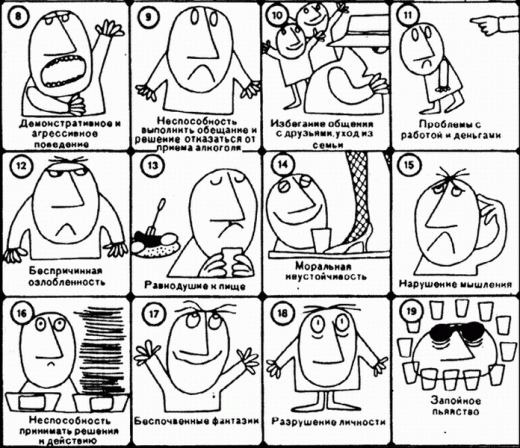 8
Демонстративное и
агрессивное
поведение
9
Неспособность
выполнить обещание и
решение отказаться от
приема алкоголя
10
Избегание общения
с друзьями, уход из
семьи
11
Проблемы с
работой и деньгами
12
Беспричинная
озлобленность
13
Равнодушие к пище
14
Моральная
неустойчивость
15
Нарушение мышления
16
Неспособность
принимать решения
и действию
17
Беспочвенные фантазии
18
Разрушение личности
19
Запойное
пьянство